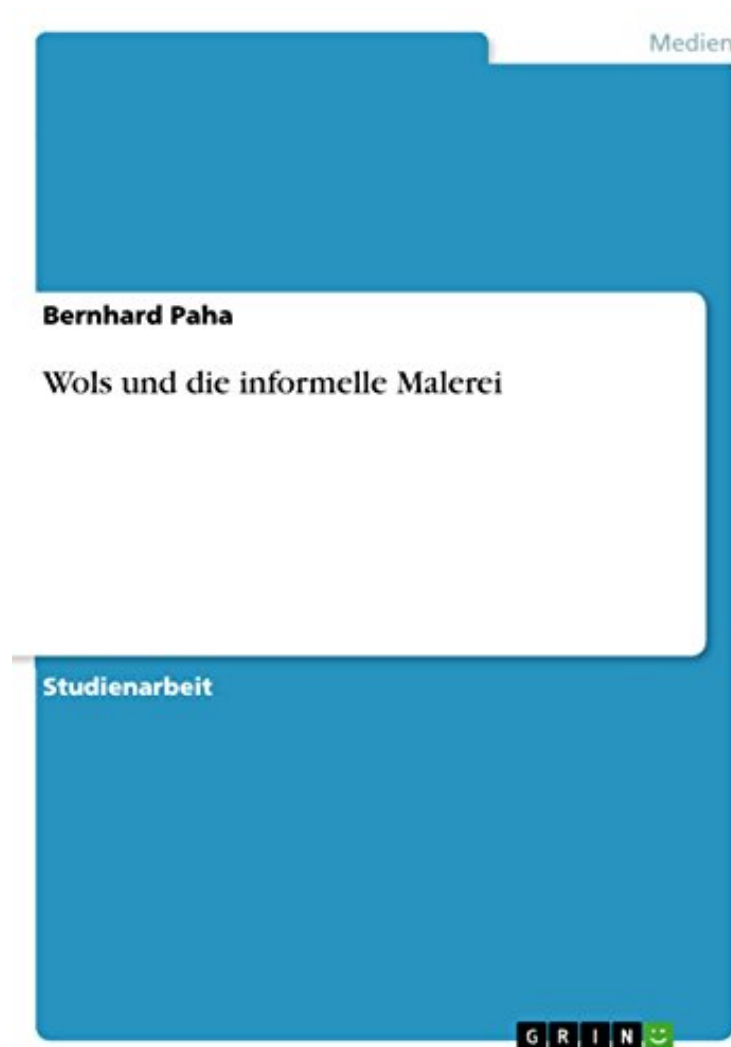 Medien
Bernhard Paha
Wols und die informelle Malerei
Studienarbeit
GRIN